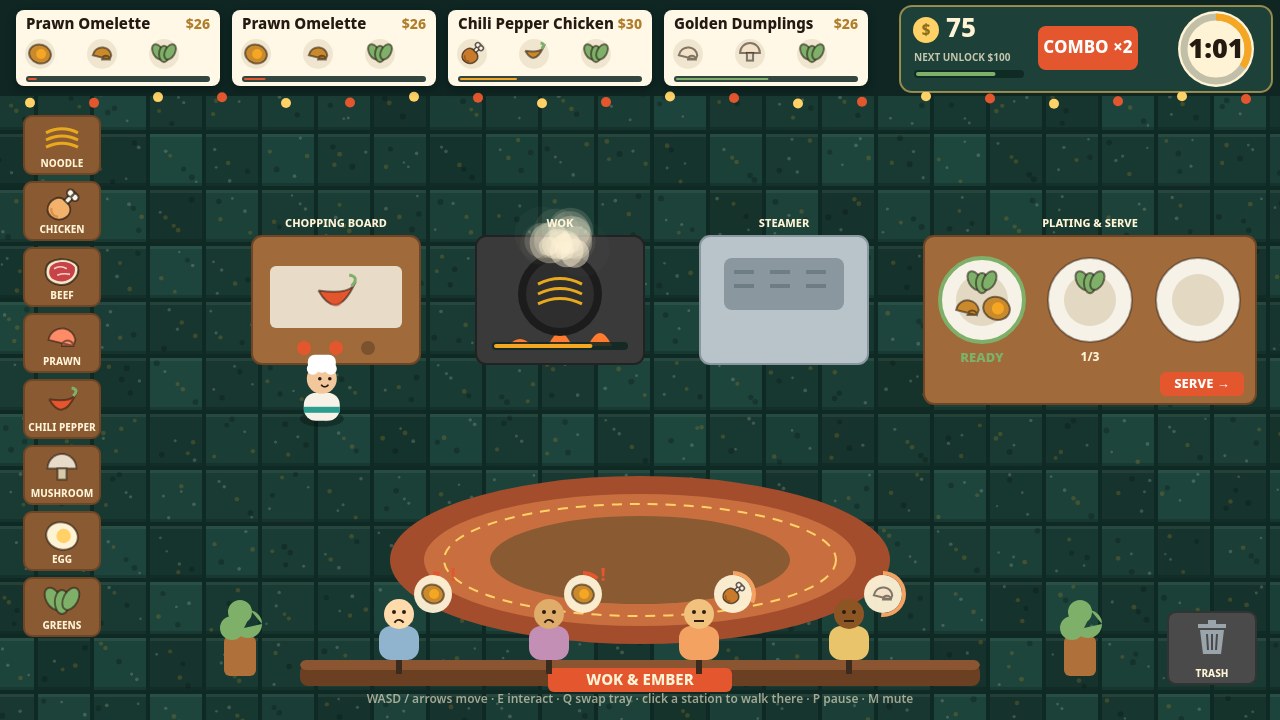 Prawn Omelette $26
Prawn Omelette $26
Chili Pepper Chicken $30
Golden Dumplings $26
$ 75
NEXT UNLOCK $100
COMBO ×2
1:01
NOODLE
CHICKEN
BEEF
PRAWN
CHILI PEPPER
MUSHROOM
EGG
GREENS
CHOPPING BOARD
WOK
STEAMER
PLATING & SERVE
READY
1/3
SERVE →
!
!
TRASH
WOK & EMBER
WASD / arrows move · E interact · Q swap tray · click a station to walk there · P pause · M mute